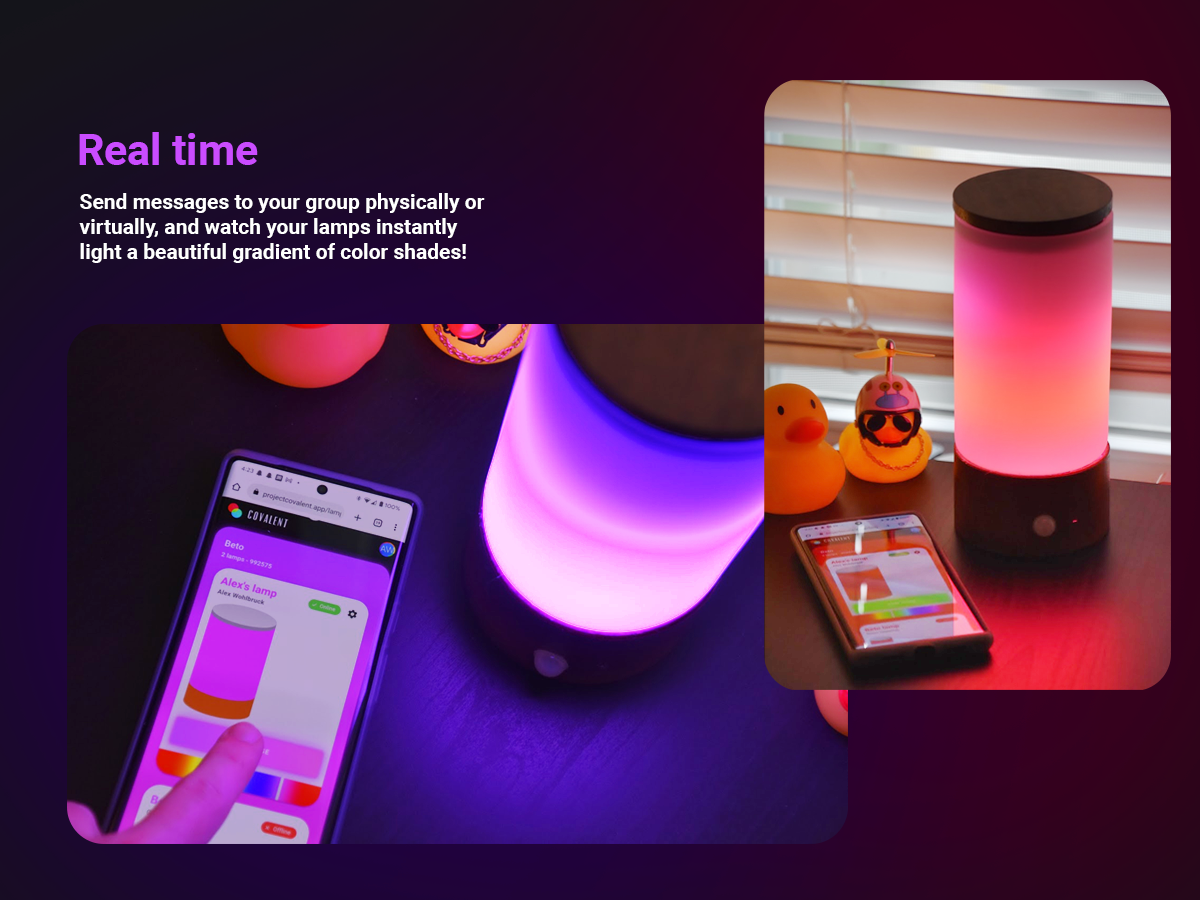 Real time
Send messages to your group physically or
virtually, and watch your lamps instantly
light a beautiful gradient of color shades!
4:23
100%
projectcovalent.app/lamp
COVALENT
AW
Beto
2 lamps - 992575
Alex's lamp
Alex Wohlbruck
Online
Offline